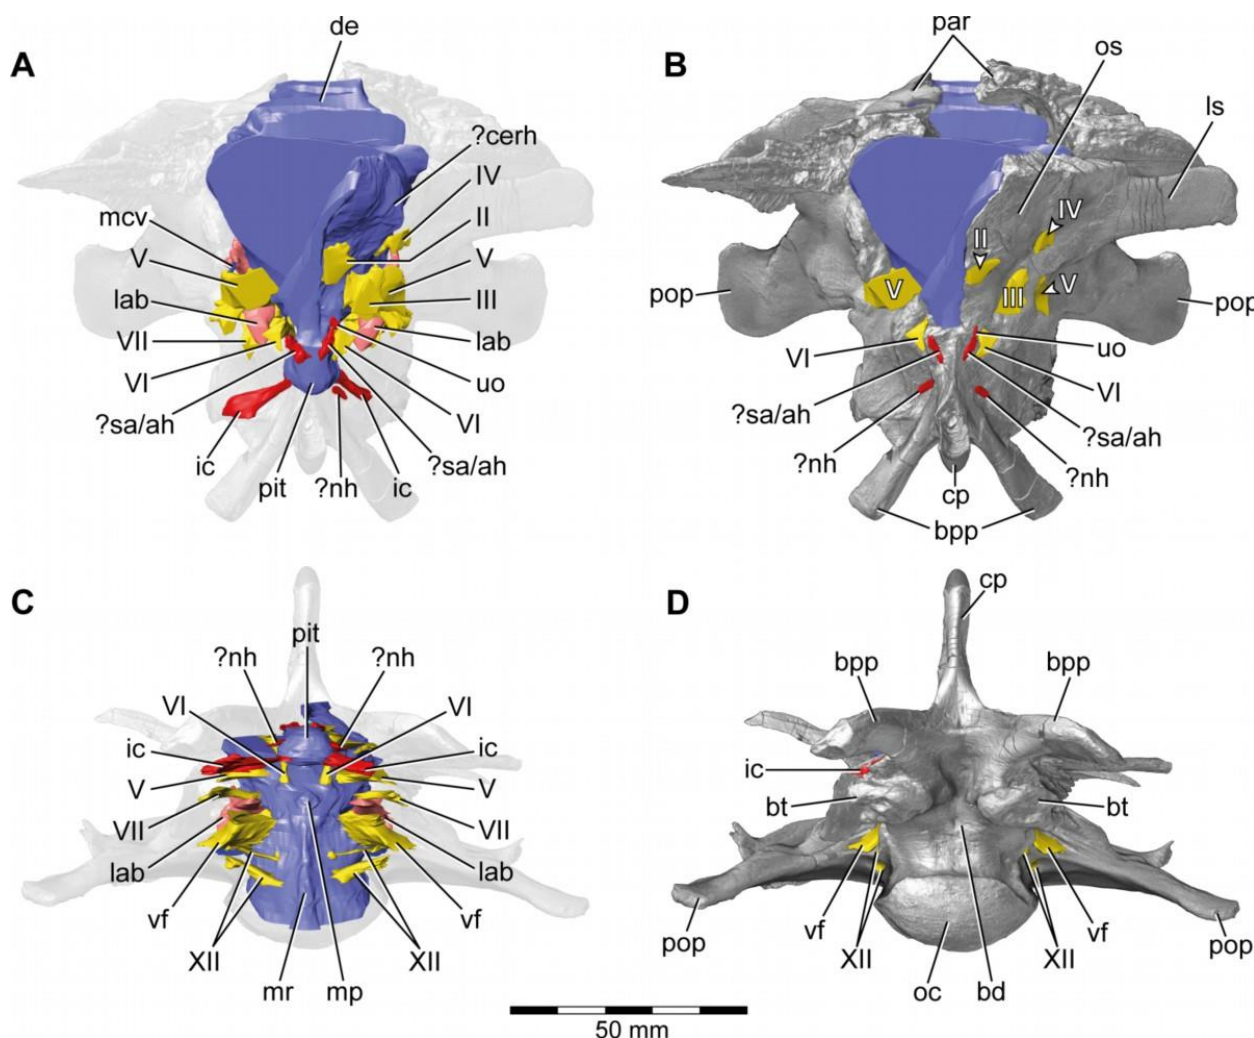 A
de
?cerh
IV
II
V
III
lab
uo
VI
?sa/ah
ic
?nh
pit
ic
?sa/ah
VI
VII
lab
V
mcv
B
par
os
ls
IV
II
V
III
V
pop
pop
VI
uo
VI
?sa/ah
?sa/ah
?nh
?nh
cp
bpp
C
pit
?nh
?nh
VI
VI
ic
ic
V
V
VII
VII
lab
lab
vf
vf
XII
XII
mr
mp
D
cp
bpp
bpp
ic
bt
bt
pop
pop
vf
XII
XII
vf
oc
bd
50 mm